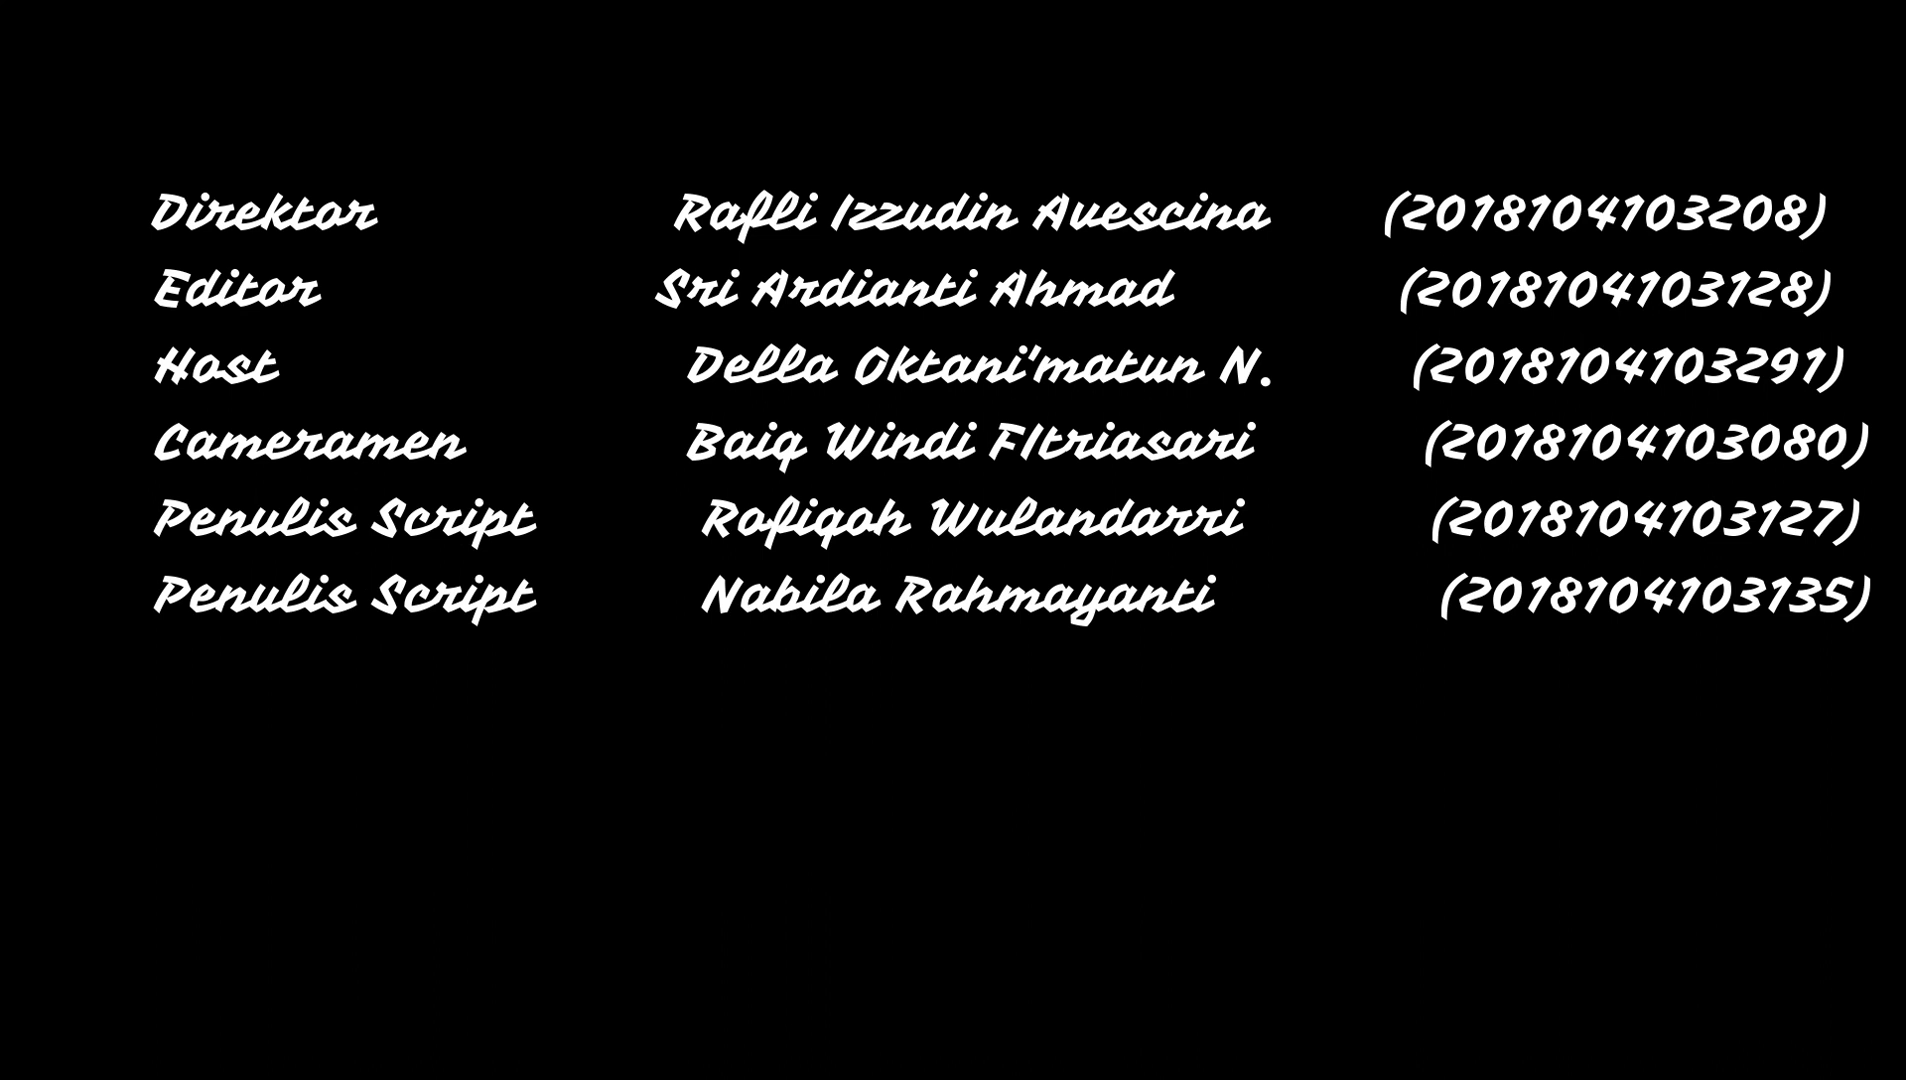 Direktor Rafli Izzudin Avescina (2018104103208)
Editor Sri Ardianti Ahmad (2018104103128)
Host Della Oktani'matun N. (2018104103291)
Cameramen Baiq Windi FItriasari (2018104103080)
Penulis Script Rofiqoh Wulandarri (2018104103127)
Penulis Script Nabila Rahmayanti (2018104103135)